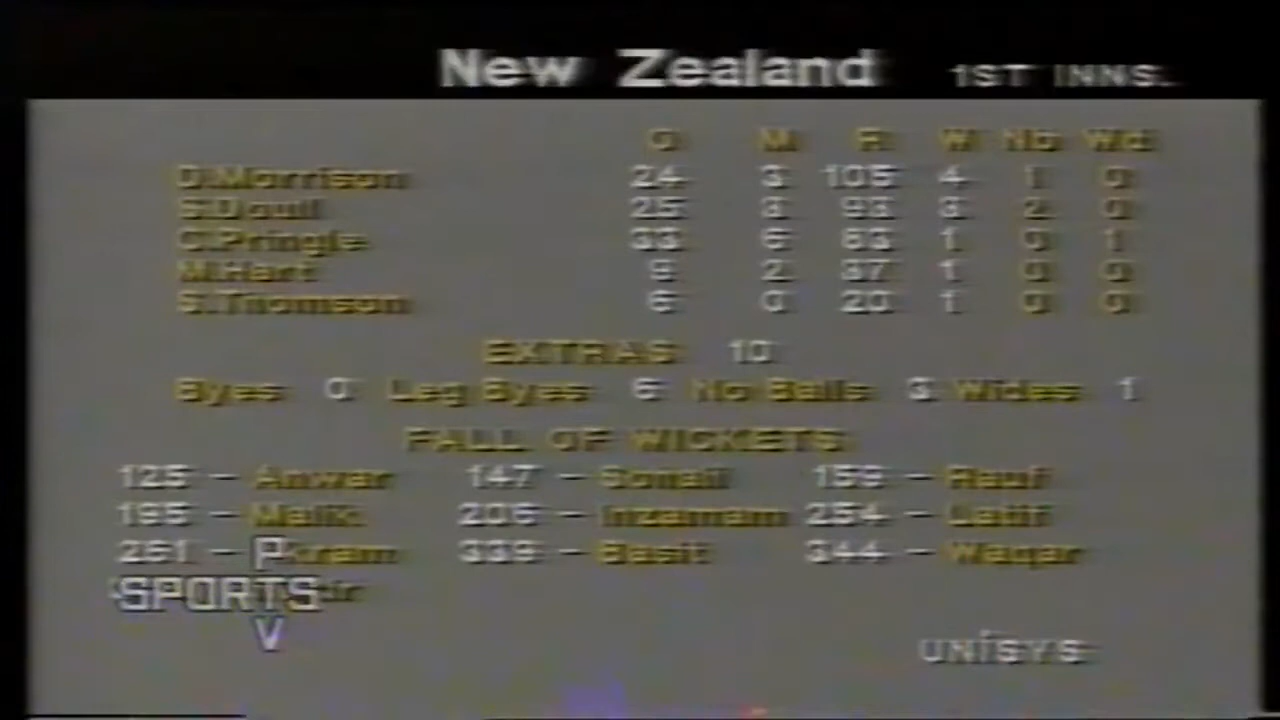 New Zealand 1ST INNS.
O M R W Nb Wd
D.Morrison 24 3 105 4 1 0
S.Doull 25 3 93 3 2 0
C.Pringle 33 6 83 1 0 1
M.Hart 9 2 37 1 0 0
S.Thomson 6 0 20 1 0 0
EXTRAS 10
Byes 0 Leg Byes 6 No Balls 3 Wides 1
FALL OF WICKETS
125 - Anwar 147 - Sohail 159 - Rauf
195 - Malik 206 - Inzamam 254 - Latif
261 - 339 - Basit 344 - Waqar
P
SPORTS
V
UNISYS